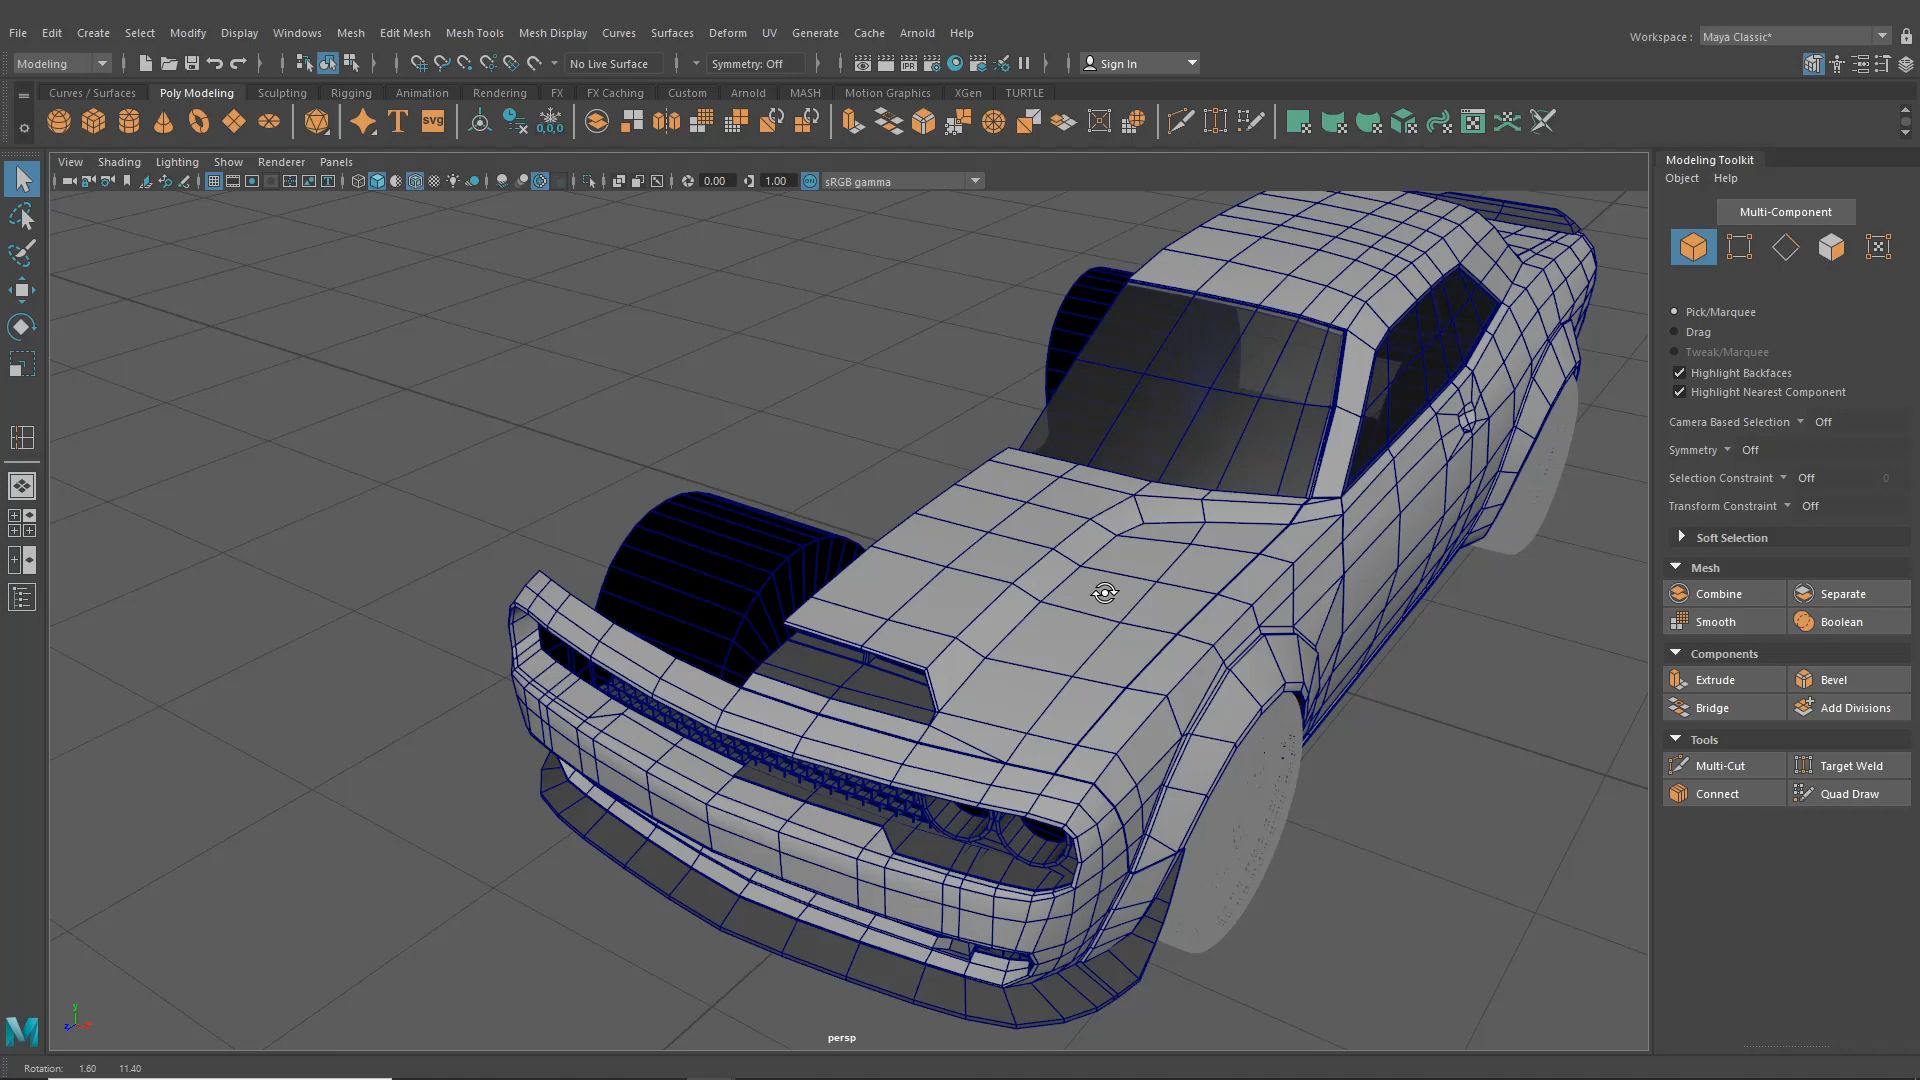 File Edit Create Select Modify Display Windows Mesh Edit Mesh Mesh Tools Mesh Display Curves Surfaces Deform UV Generate Cache Arnold Help
Workspace : Maya Classic*
Modeling No Live Surface Symmetry: Off Sign In
Curves / Surfaces Poly Modeling Sculpting Rigging Animation Rendering FX FX Caching Custom Arnold MASH Motion Graphics XGen TURTLE
T svg 0,0,0
View Shading Lighting Show Renderer Panels
0.00 1.00 sRGB gamma
Modeling Toolkit
Object Help
Multi-Component
Pick/Marquee
Drag
Tweak/Marquee
Highlight Backfaces
Highlight Nearest Component
Camera Based Selection Off
Symmetry Off
Selection Constraint Off 0
Transform Constraint Off
Soft Selection
Mesh
Combine Separate
Smooth Boolean
Components
Extrude Bevel
Bridge Add Divisions
Tools
Multi-Cut Target Weld
Connect Quad Draw
y
z
persp
M
Rotation: 1.60 11.40